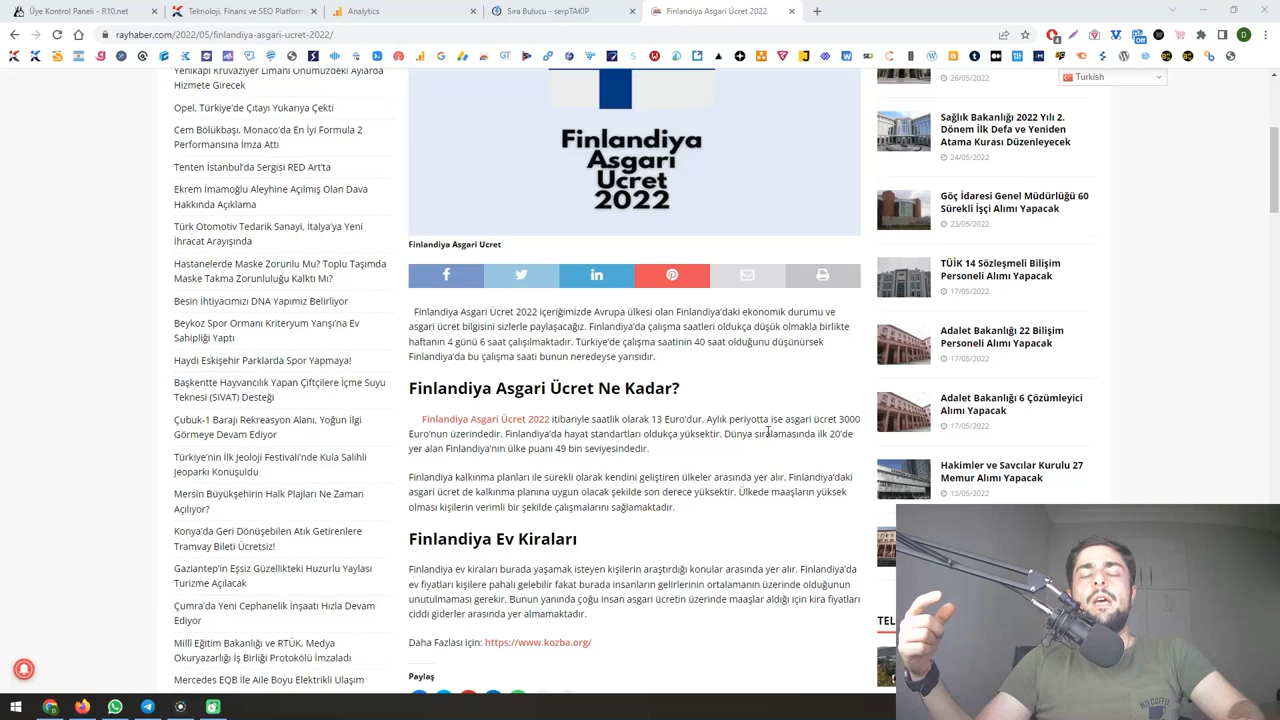 Üye Kontrol Paneli - R10.net
Teknoloji, Finans ve SEO Platform
Analytics
Sıra Bulucu - serpTAKİP
Finlandiya Asgari Ücret 2022
rayhaber.com/2022/05/finlandiya-asgari-ucret-2022/
Yenikapı Kruvaziyer Limanı Önümüzdeki Aylarda
Hizmete Girecek
Opel, Türkiye'de Çıtayı Yukarıya Çekti
Cem Bölükbaşı, Monaco'da En İyi Formula 2
Performansına İmza Attı
Tenten İstanbul'da Sergisi RED Art'ta
Ekrem İmamoğlu Aleyhine Açılmış Olan Dava
Hakkında Açıklama
Türk Otomotiv Tedarik Sanayi, İtalya'ya Yeni
İhracat Arayışında
Hastanelerde Maske Zorunlu Mu? Toplu Taşımda
Maske Takma Zorunluluğu Kalktı Mı?
Besin İhtiyacımızı DNA Yapımız Belirliyor
Beykoz Spor Ormanı Kriteryum Yarışı'na Ev
Sahipliği Yaptı
Haydi Eskişehir Parklarda Spor Yapmaya!
Başkentte Hayvancılık Yapan Çiftçilere İçme Suyu
Teknesi (SIVAT) Desteği
Çubuk-1 Barajı Rekreasyon Alanı, Yoğun İlgi
Görmeye Devam Ediyor
Türkiye'nin İlk Jeoloji Festivali'nde Kula Salihli
Jeoparkı Konuşuldu
Mersin Büyükşehirin Halk Plajları Ne Zaman
Açılıyor?
Konya'da Geri Dönüşebilen Atık Getirenlere
Tramvay Bileti Ücretsiz!
Gaziantep'in Eşsiz Güzellikteki Huzurlu Yaylası
Turizme Açılacak
Çumra'da Yeni Cephanelik İnşaatı Hızla Devam
Ediyor
Millî Eğitim Bakanlığı ve RTÜK, Medya
Okuryazarlığı İş Birliği Protokolü İmzaladı
Mercedes EQB İle Aile Boyu Elektrikli Ulaşım
Finlandiya
Asgari
Ücret
2022
Finlandiya Asgari Ucret
Finlandiya Asgari Ücret 2022 içeriğimizde Avrupa ülkesi olan Finlandiya'daki ekonomik durumu ve
asgari ücret bilgisini sizlerle paylaşacağız. Finlandiya'da çalışma saatleri oldukça düşük olmakla birlikte
haftanın 4 günü 6 saat çalışılmaktadır. Türkiye'de çalışma saatinin 40 saat olduğunu düşünürsek
Finlandiya'da bu çalışma saati bunun neredeyse yarısıdır.
Finlandiya Asgari Ücret Ne Kadar?
Finlandiya Asgari Ücret 2022 itibariyle saatlik olarak 13 Euro'dur. Aylık periyotta ise asgari ücret 3000
Euro'nun üzerindedir. Finlandiya'da hayat standartları oldukça yüksektir. Dünya sıralamasında ilk 20'de
yer alan Finlandiya'nın ülke puanı 49 bin seviyesindedir.
Finlandiya kalkınma planları ile sürekli olarak kendini geliştiren ülkeler arasında yer alır. Finlandiya'daki
asgari ücret de kalkınma planına uygun olacak şekilde son derece yüksektir. Ülkede maaşların yüksek
olması kişilerin verimli bir şekilde çalışmalarını sağlamaktadır.
Finlandiya Ev Kiraları
Finlandiya ev kiraları burada yaşamak isteyen kişilerin araştırdığı konular arasında yer alır. Finlandiya'da
ev fiyatları kişilere pahalı gelebilir fakat burada insanların gelirlerinin ortalamanın üzerinde olduğunun
unutulmaması gerekir. Bunun yanında çoğu insan asgari ücretin üzerinde maaşlar aldığı için kira fiyatları
ciddi giderler arasında yer almamaktadır.
Daha Fazlası için: https://www.kozba.org/
Paylaş
Turkish
26/05/2022
Sağlık Bakanlığı 2022 Yılı 2.
Dönem İlk Defa ve Yeniden
Atama Kurası Düzenleyecek
24/05/2022
Göç İdaresi Genel Müdürlüğü 60
Sürekli İşçi Alımı Yapacak
23/05/2022
TÜİK 14 Sözleşmeli Bilişim
Personeli Alımı Yapacak
17/05/2022
Adalet Bakanlığı 22 Bilişim
Personeli Alımı Yapacak
17/05/2022
Adalet Bakanlığı 6 Çözümleyici
Alımı Yapacak
17/05/2022
Hakimler ve Savcılar Kurulu 27
Memur Alımı Yapacak
13/05/2022
TEL
NO COFFEE